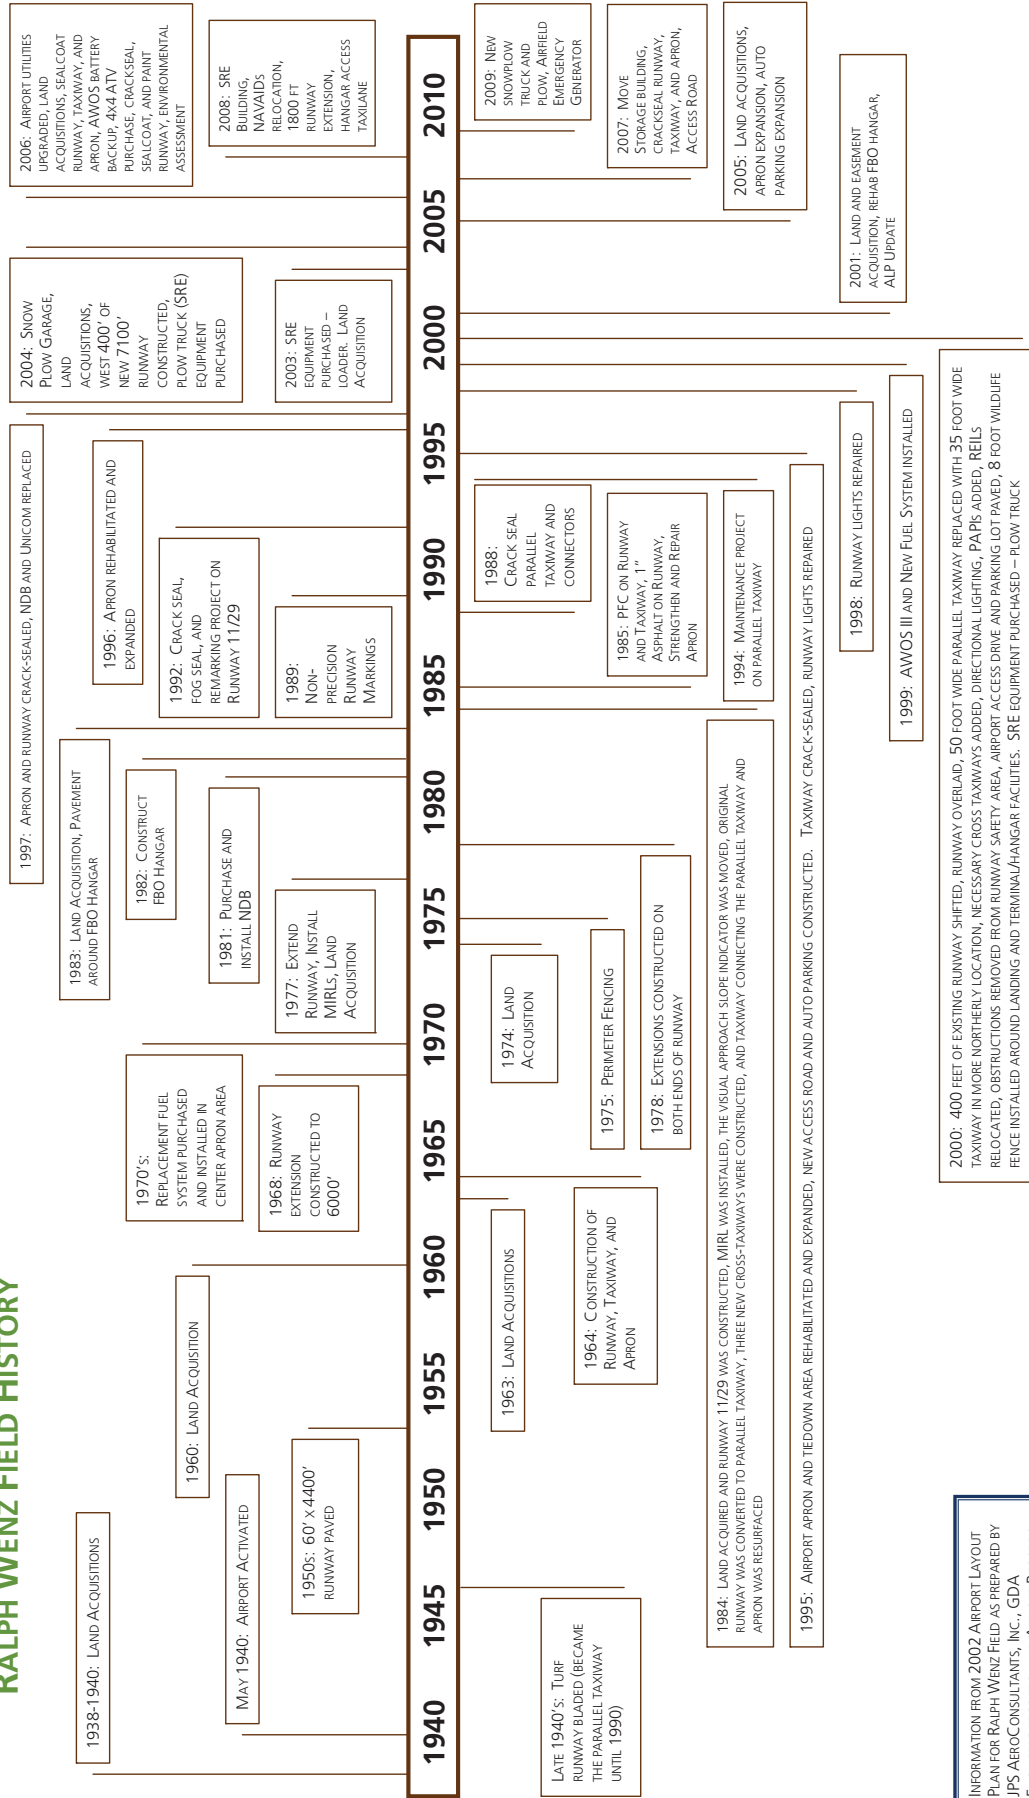 RALPH WENZ FIELD HISTORY
1938-1940: LAND ACQUISITIONS
MAY 1940: AIRPORT ACTIVATED
1950S: 60' X 4400'
RUNWAY PAVED
1960: LAND ACQUISITION
1970'S:
REPLACEMENT FUEL
SYSTEM PURCHASED
AND INSTALLED IN
CENTER APRON AREA
1968: RUNWAY
EXTENSION
CONSTRUCTED TO
6000'
1983: LAND ACQUISITION, PAVEMENT
AROUND FBO HANGAR
1982: CONSTRUCT
FBO HANGAR
1981: PURCHASE AND
INSTALL NDB
1977: EXTEND
RUNWAY, INSTALL
MIRLS, LAND
ACQUISITION
1997: APRON AND RUNWAY CRACK-SEALED, NDB AND UNICOM REPLACED
1996: APRON REHABILITATED AND
EXPANDED
1992: CRACK SEAL,
FOG SEAL, AND
REMARKING PROJECT ON
RUNWAY 11/29
1989:
NON-
PRECISION
RUNWAY
MARKINGS
2004: SNOW
PLOW GARAGE,
LAND
ACQUISITIONS,
WEST 400' OF
NEW 7100'
RUNWAY
CONSTRUCTED,
PLOW TRUCK (SRE)
EQUIPMENT
PURCHASED
2003: SRE
EQUIPMENT
PURCHASED –
LOADER. LAND
ACQUISITION
2006: AIRPORT UTILITIES
UPGRADED, LAND
ACQUISITIONS, SEALCOAT
RUNWAY, TAXIWAY, AND
APRON, AWOS BATTERY
BACKUP, 4X4 ATV
PURCHASE, CRACKSEAL,
SEALCOAT, AND PAINT
RUNWAY, ENVIRONMENTAL
ASSESSMENT
2008: SRE
BUILDING,
NAVAIDS
RELOCATION,
1800 FT
RUNWAY
EXTENSION,
HANGAR ACCESS
TAXILANE
1940 1945 1950 1955 1960 1965 1970 1975 1980 1985 1990 1995 2000 2005 2010
LATE 1940'S: TURF
RUNWAY BLADED (BECAME
THE PARALLEL TAXIWAY
UNTIL 1990)
1963: LAND ACQUISITIONS
1964: CONSTRUCTION OF
RUNWAY, TAXIWAY, AND
APRON
1974: LAND
ACQUISITION
1975: PERIMETER FENCING
1978: EXTENSIONS CONSTRUCTED ON
BOTH ENDS OF RUNWAY
1988:
CRACK SEAL
PARALLEL
TAXIWAY AND
CONNECTORS
1985: PFC ON RUNWAY
AND TAXIWAY, 1"
ASPHALT ON RUNWAY,
STRENGTHEN AND REPAIR
APRON
1994: MAINTENANCE PROJECT
ON PARALLEL TAXIWAY
2009: NEW
SNOWPLOW
TRUCK AND
PLOW, AIRFIELD
EMERGENCY
GENERATOR
2007: MOVE
STORAGE BUILDING,
CRACKSEAL RUNWAY,
TAXIWAY, AND APRON,
ACCESS ROAD
2005: LAND ACQUISITIONS,
APRON EXPANSION, AUTO
PARKING EXPANSION
2001: LAND AND EASEMENT
ACQUISITION, REHAB FBO HANGAR,
ALP UPDATE
1984: LAND ACQUIRED AND RUNWAY 11/29 WAS CONSTRUCTED, MIRL WAS INSTALLED, THE VISUAL APPROACH SLOPE INDICATOR WAS MOVED, ORIGINAL
RUNWAY WAS CONVERTED TO PARALLEL TAXIWAY, THREE NEW CROSS-TAXIWAYS WERE CONSTRUCTED, AND TAXIWAY CONNECTING THE PARALLEL TAXIWAY AND
APRON WAS RESURFACED
1995: AIRPORT APRON AND TIEDOWN AREA REHABILITATED AND EXPANDED, NEW ACCESS ROAD AND AUTO PARKING CONSTRUCTED. TAXIWAY CRACK-SEALED, RUNWAY LIGHTS REPAIRED
1998: RUNWAY LIGHTS REPAIRED
1999: AWOS III AND NEW FUEL SYSTEM INSTALLED
2000: 400 FEET OF EXISTING RUNWAY SHIFTED, RUNWAY OVERLAID, 50 FOOT WIDE PARALLEL TAXIWAY REPLACED WITH 35 FOOT WIDE
TAXIWAY IN MORE NORTHERLY LOCATION, NECESSARY CROSS TAXIWAYS ADDED, DIRECTIONAL LIGHTING, PAPIS ADDED, REILS
RELOCATED, OBSTRUCTIONS REMOVED FROM RUNWAY SAFETY AREA, AIRPORT ACCESS DRIVE AND PARKING LOT PAVED, 8 FOOT WILDLIFE
FENCE INSTALLED AROUND LANDING AND TERMINAL/HANGAR FACILITIES. SRE EQUIPMENT PURCHASED – PLOW TRUCK
INFORMATION FROM 2002 AIRPORT LAYOUT
PLAN FOR RALPH WENZ FIELD AS PREPARED BY
JPS AEROCONSULTANTS, INC., GDA